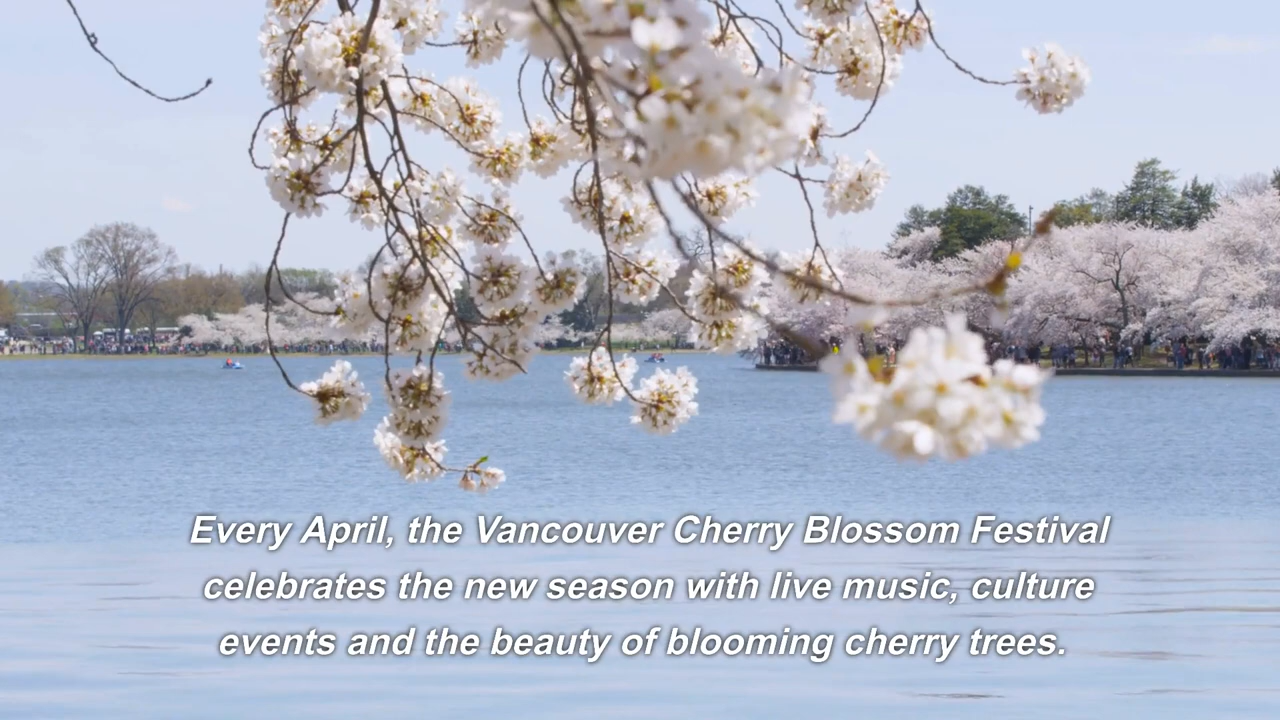 Every April, the Vancouver Cherry Blossom Festival
celebrates the new season with live music, culture
events and the beauty of blooming cherry trees.